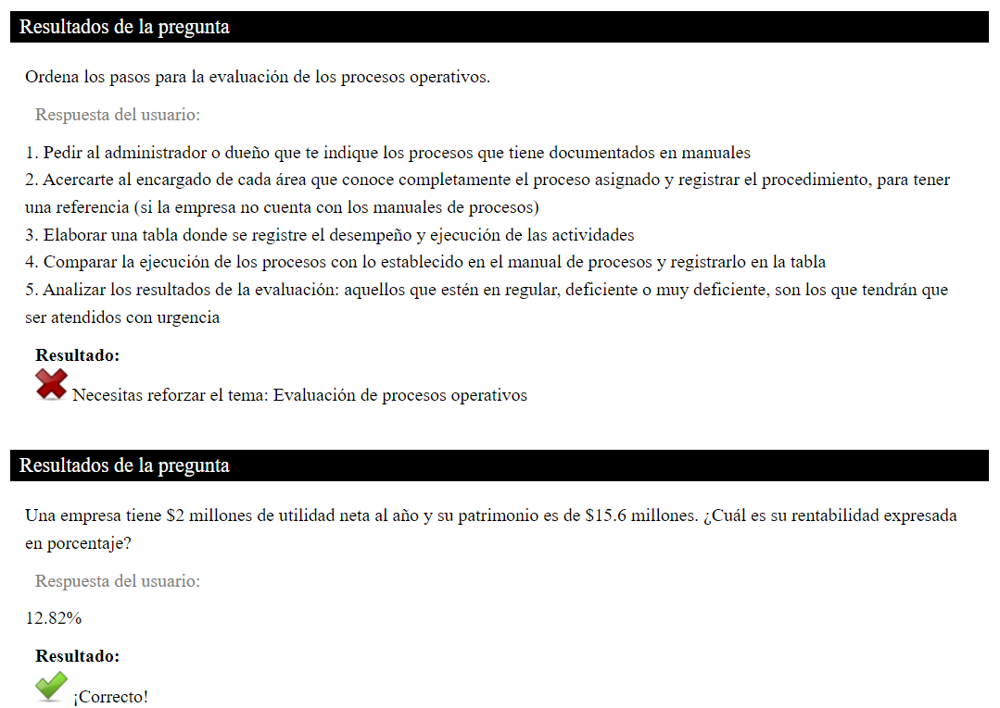 Resultados de la pregunta
Ordena los pasos para la evaluación de los procesos operativos.
Respuesta del usuario:
1. Pedir al administrador o dueño que te indique los procesos que tiene documentados en manuales
2. Acercarte al encargado de cada área que conoce completamente el proceso asignado y registrar el procedimiento, para tener
una referencia (si la empresa no cuenta con los manuales de procesos)
3. Elaborar una tabla donde se registre el desempeño y ejecución de las actividades
4. Comparar la ejecución de los procesos con lo establecido en el manual de procesos y registrarlo en la tabla
5. Analizar los resultados de la evaluación: aquellos que estén en regular, deficiente o muy deficiente, son los que tendrán que
ser atendidos con urgencia
Resultado:
Necesitas reforzar el tema: Evaluación de procesos operativos
Resultados de la pregunta
Una empresa tiene $2 millones de utilidad neta al año y su patrimonio es de $15.6 millones. ¿Cuál es su rentabilidad expresada
en porcentaje?
Respuesta del usuario:
12.82%
Resultado:
¡Correcto!